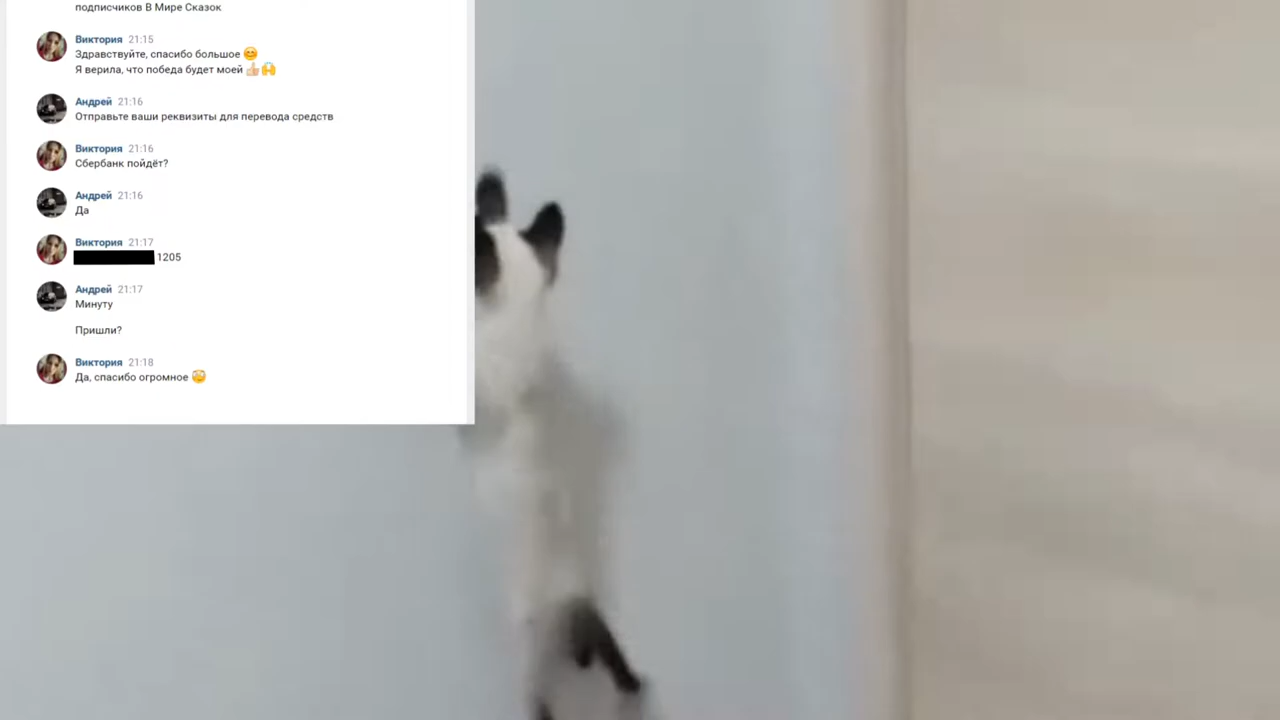 подписчиков В Мире Сказок
Виктория 21:15
Здравствуйте, спасибо большое 😊
Я верила, что победа будет моей 👍🙌
Андрей 21:16
Отправьте ваши реквизиты для перевода средств
Виктория 21:16
Сбербанк пойдёт?
Андрей 21:16
Да
Виктория 21:17
1205
Андрей 21:17
Минуту
Пришли?
Виктория 21:18
Да, спасибо огромное 🥳